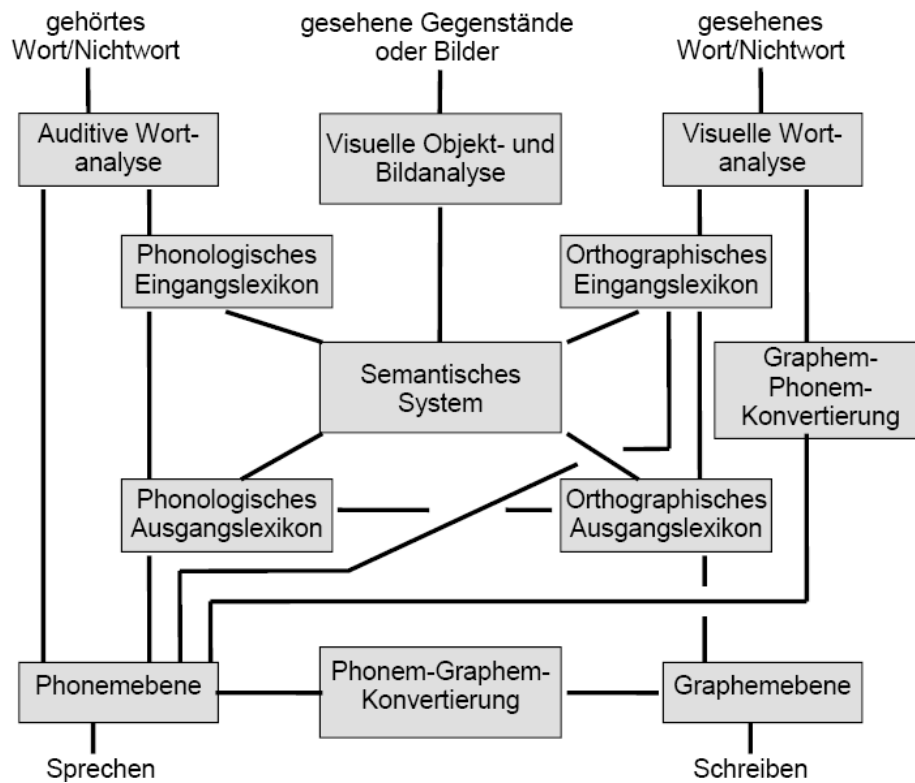 gehörtes
Wort/Nichtwort
gesehene Gegenstände
oder Bilder
gesehenes
Wort/Nichtwort
Auditive Wort-
analyse
Visuelle Objekt- und
Bildanalyse
Visuelle Wort-
analyse
Phonologisches
Eingangslexikon
Orthographisches
Eingangslexikon
Semantisches
System
Graphem-
Phonem-
Konvertierung
Phonologisches
Ausgangslexikon
Orthographisches
Ausgangslexikon
Phonemebene
Phonem-Graphem-
Konvertierung
Graphemebene
Sprechen
Schreiben